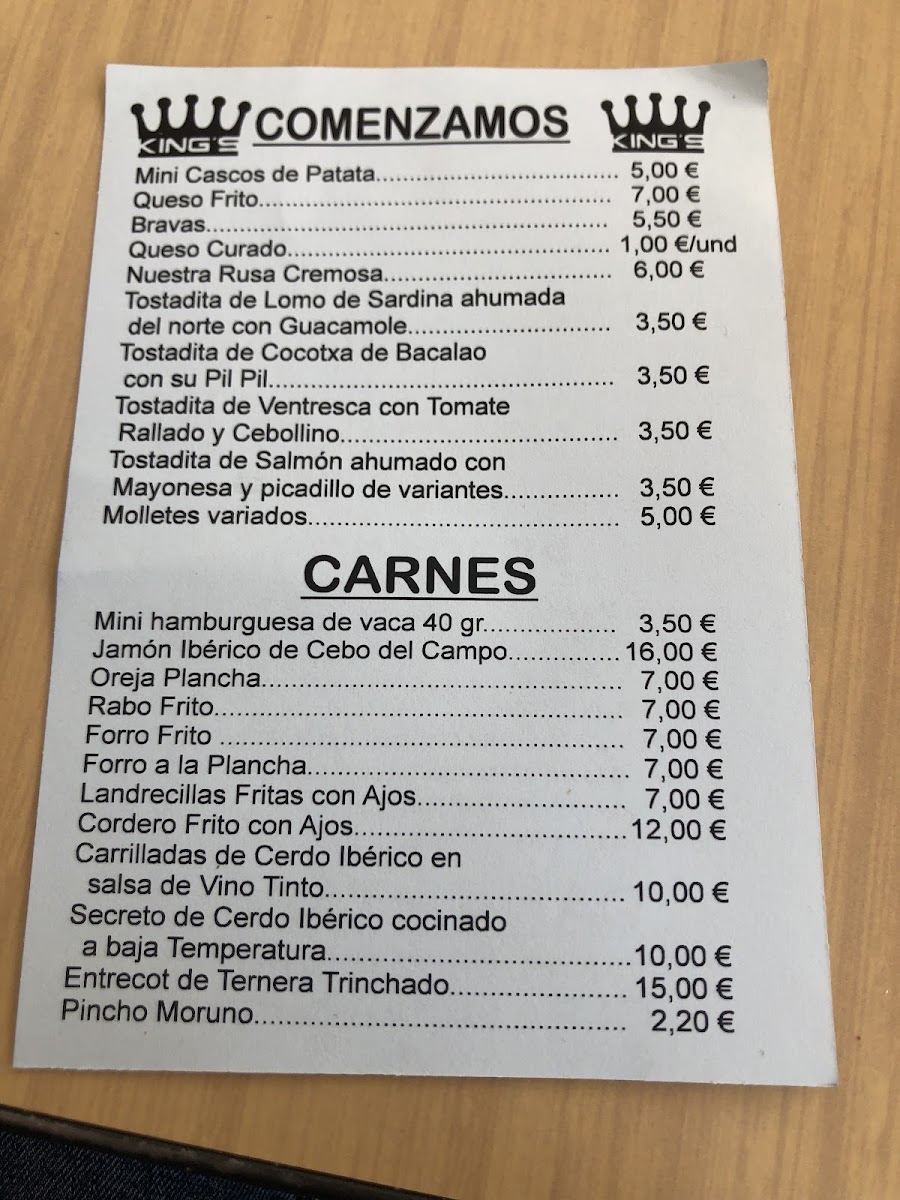 KING'S COMENZAMOS KING'S
Mini Cascos de Patata.................................. 5,00 €
Queso Frito................................................ 7,00 €
Bravas....................................................... 5,50 €
Queso Curado............................................ 1,00 €/und
Nuestra Rusa Cremosa............................... 6,00 €
Tostadita de Lomo de Sardina ahumada
del norte con Guacamole............................ 3,50 €
Tostadita de Cocotxa de Bacalao
con su Pil Pil............................................... 3,50 €
Tostadita de Ventresca con Tomate
Rallado y Cebollino...................................... 3,50 €
Tostadita de Salmón ahumado con
Mayonesa y picadillo de variantes................ 3,50 €
Molletes variados........................................... 5,00 €
CARNES
Mini hamburguesa de vaca 40 gr.................. 3,50 €
Jamón Ibérico de Cebo del Campo............... 16,00 €
Oreja Plancha................................................. 7,00 €
Rabo Frito........................................................ 7,00 €
Forro Frito ....................................................... 7,00 €
Forro a la Plancha............................................ 7,00 €
Landrecillas Fritas con Ajos............................ 7,00 €
Cordero Frito con Ajos..................................... 12,00 €
Carrilladas de Cerdo Ibérico en
salsa de Vino Tinto......................................... 10,00 €
Secreto de Cerdo Ibérico cocinado
a baja Temperatura......................................... 10,00 €
Entrecot de Ternera Trinchado........................ 15,00 €
Pincho Moruno.................................................. 2,20 €